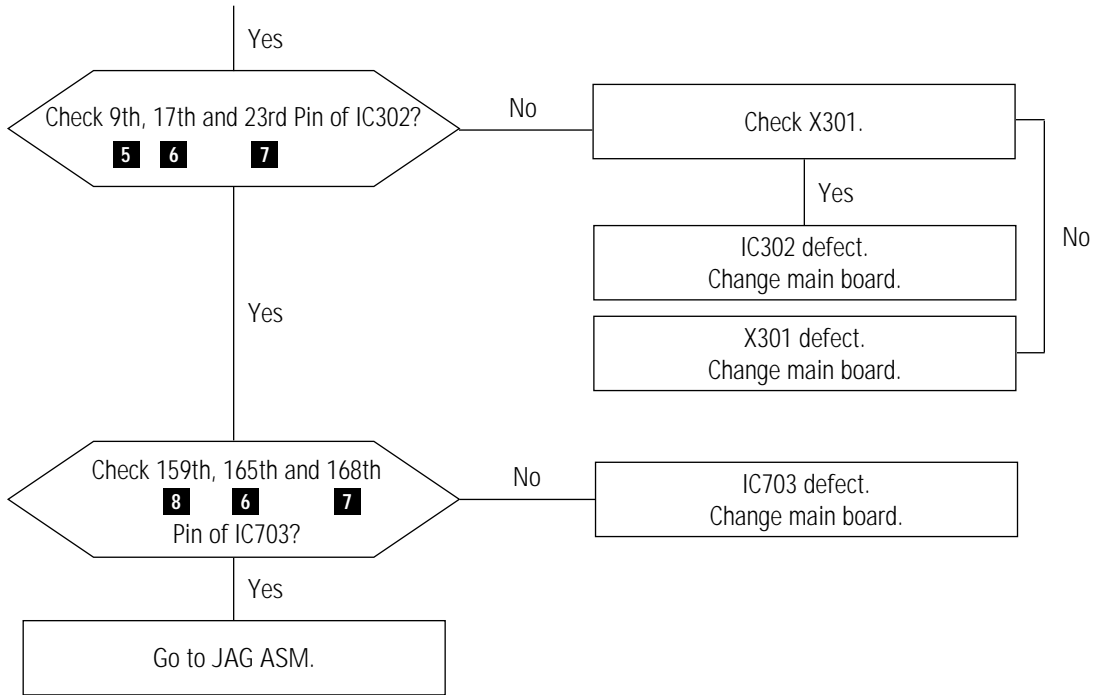 Yes
Check 9th, 17th and 23rd Pin of IC302?
5 6 7
No
Check X301.
Yes
No
IC302 defect.
Change main board.
Yes
X301 defect.
Change main board.
Check 159th, 165th and 168th
8 6 7
Pin of IC703?
No
IC703 defect.
Change main board.
Yes
Go to JAG ASM.